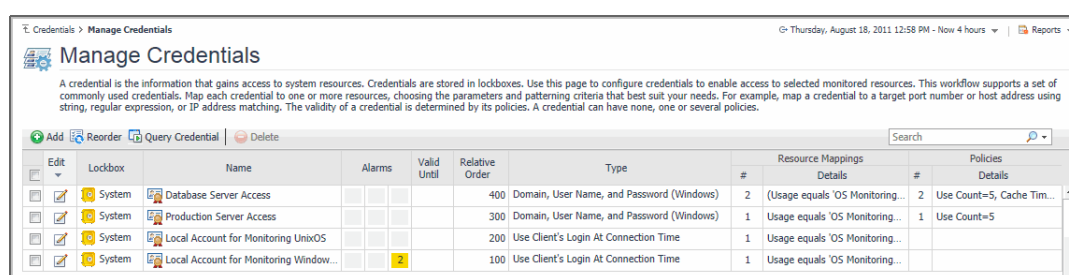 Credentials > Manage Credentials
Thursday, August 18, 2011 12:58 PM - Now 4 hours | Reports
Manage Credentials
A credential is the information that gains access to system resources. Credentials are stored in lockboxes. Use this page to configure credentials to enable access to selected monitored resources. This workflow supports a set of
commonly used credentials. Map each credential to one or more resources, choosing the parameters and patterning criteria that best suit your needs. For example, map a credential to a target port number or host address using
string, regular expression, or IP address matching. The validity of a credential is determined by its policies. A credential can have none, one or several policies.
Add Reorder Query Credential | Delete Search
Edit Lockbox Name Alarms Valid Until Relative Order Type Resource Mappings Policies
# Details # Details
System Database Server Access 400 Domain, User Name, and Password (Windows) 2 (Usage equals 'OS Monitoring... 2 Use Count=5, Cache Tim...
System Production Server Access 300 Domain, User Name, and Password (Windows) 1 Usage equals 'OS Monitoring... 1 Use Count=5
System Local Account for Monitoring UnixOS 200 Use Client's Login At Connection Time 1 Usage equals 'OS Monitoring...
System Local Account for Monitoring Window... 2 100 Use Client's Login At Connection Time 1 Usage equals 'OS Monitoring...